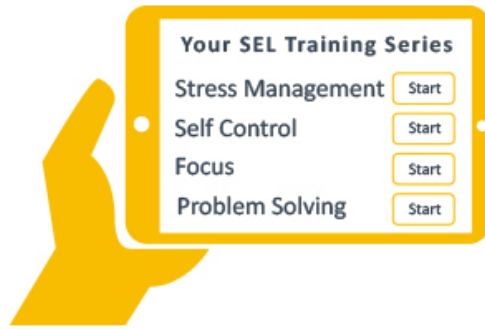 Your SEL Training Series
Stress Management Start
Self Control Start
Focus Start
Problem Solving Start